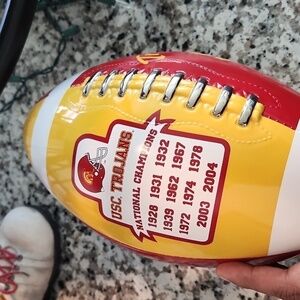 USC TROJANS
NATIONAL CHAMPIONS
1928 1931 1932
1939 1962 1967
1972 1974 1978
2003 2004